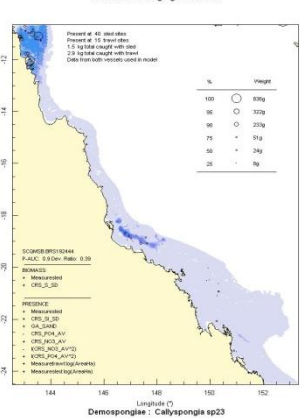 Present at 40 sled sites
Present at 15 trawl sites
1.5 kg total caught with sled
2.9 kg total caught with trawl
Data from both vessels used in model
% Weight
100 838g
95 322g
90 233g
75 51g
50 24g
25 8g
-12
-14
-16
-18
-20
-22
-24
SCGMSB:BRS192444
P-AUC: 0.9 Dev. Ratio: 0.39
BIOMASS:
+ Measuresled
+ CRS_S_SD
PRESENCE:
+ Measuresled
+ CRS_SI_SD
+ GA_SAND
+ CRS_PO4_AV
- CRS_NO3_AV
- I(CRS_NO3_AV^2)
- I(CRS_PO4_AV^2)
+ Measuretrawl:log(AreaHa)
+ Measuresled:log(AreaHa)
144 146 148 150 152
Longitude (°)
Demospongiae : Callyspongia sp23